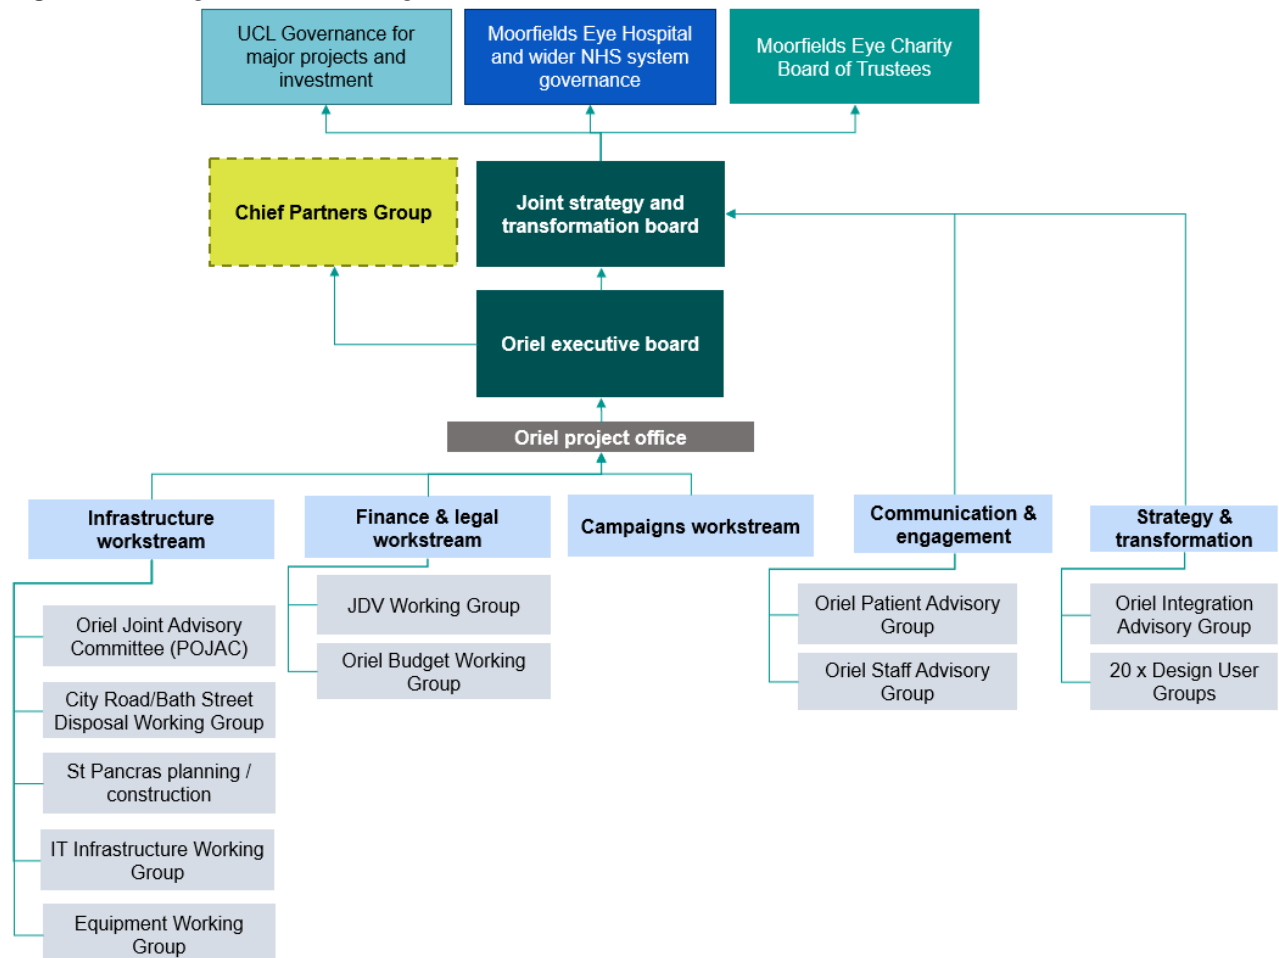 UCL Governance for
major projects and
investment
Moorfields Eye Hospital
and wider NHS system
governance
Moorfields Eye Charity
Board of Trustees
Chief Partners Group
Joint strategy and
transformation board
Oriel executive board
Oriel project office
Infrastructure
workstream
Finance & legal
workstream
Campaigns workstream
Communication &
engagement
Strategy &
transformation
Oriel Joint Advisory
Committee (POJAC)
City Road/Bath Street
Disposal Working Group
St Pancras planning /
construction
IT Infrastructure Working
Group
Equipment Working
Group
JDV Working Group
Oriel Budget Working
Group
Oriel Patient Advisory
Group
Oriel Staff Advisory
Group
Oriel Integration
Advisory Group
20 x Design User
Groups